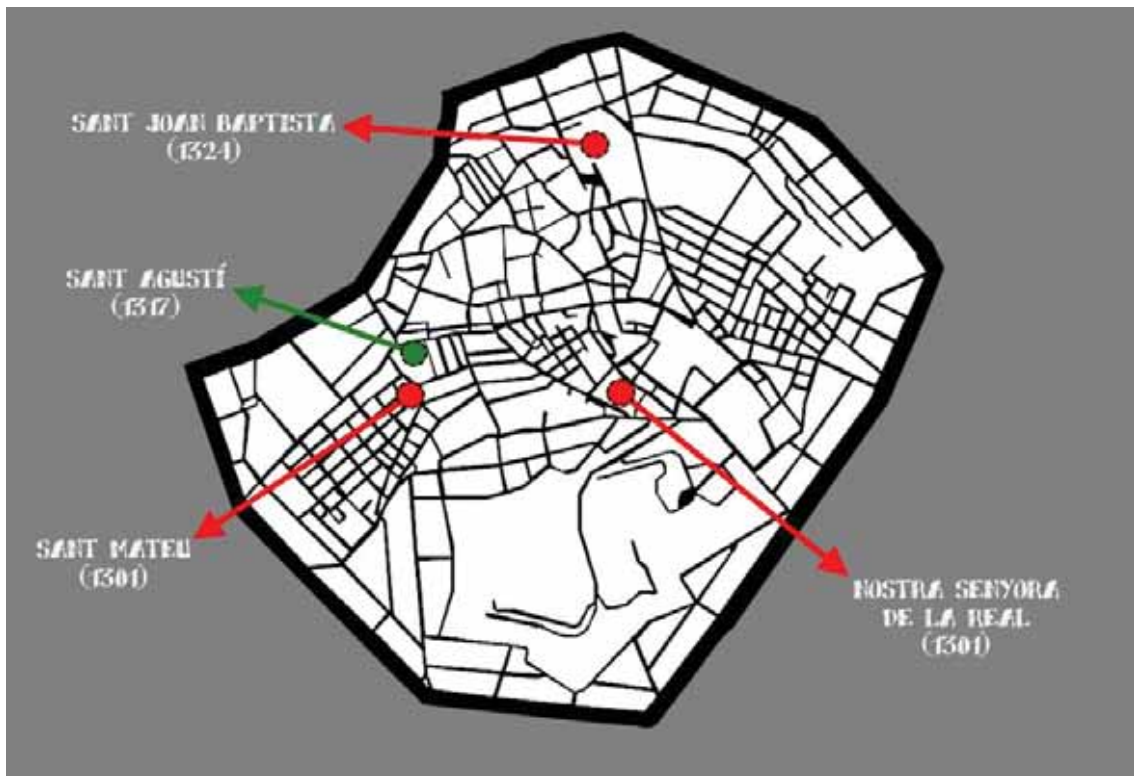 SANT JOAN BAPTISTA
(1324)
SANT AGUSTÍ
(1317)
SANT MATEU
(1301)
NOSTRA SENYORA
DE LA REAL
(1301)